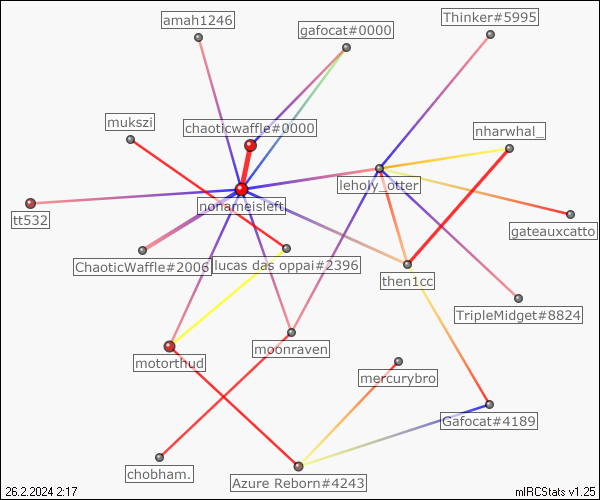 amah1246
gafocat#0000
Thinker#5995
mukszi
chaoticwaffle#0000
nharwhal_
leholy_otter
nonameisleft
tt532
gateauxcatto
ChaoticWaffle#2006
lucas das oppai#2396
then1cc
TripleMidget#8824
motorthud
moonraven
mercurybro
Gafocat#4189
chobham.
Azure Reborn#4243
26.2.2024 2:17
mIRCStats v1.25